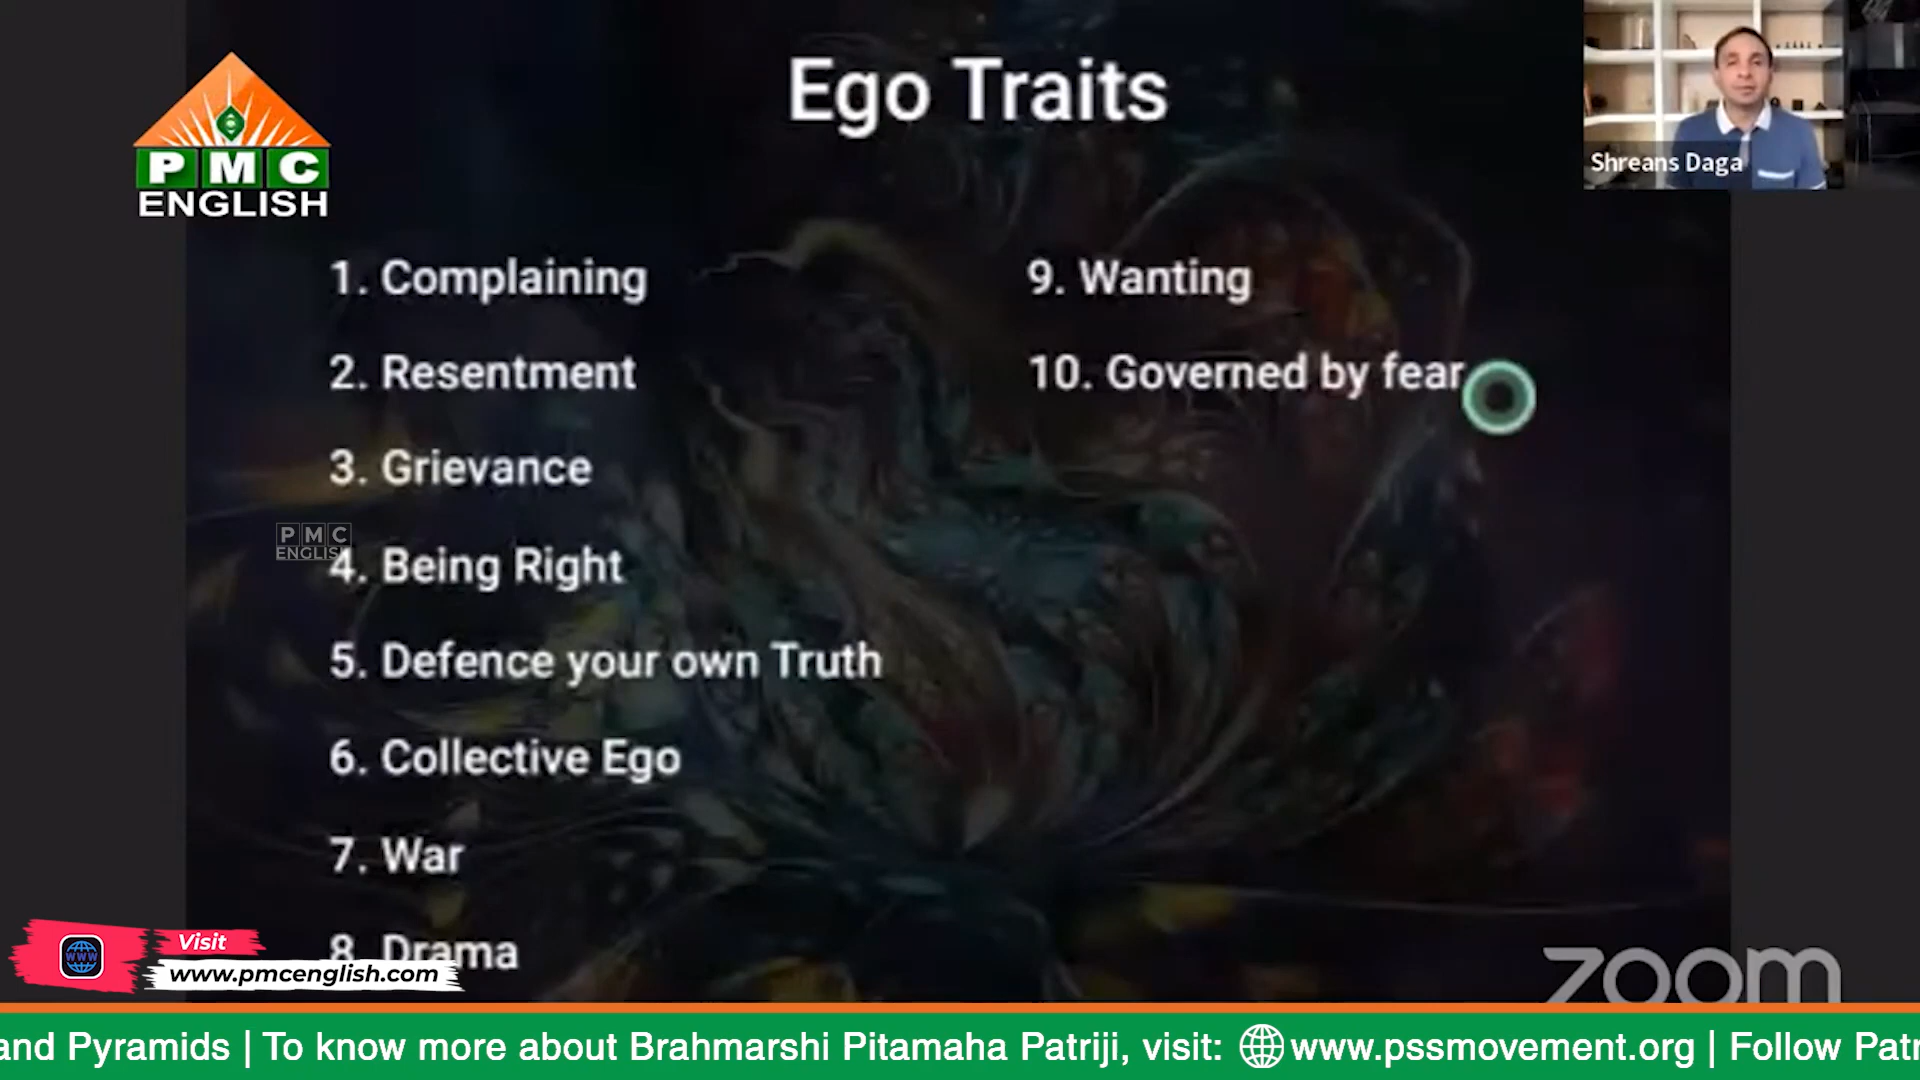 Ego Traits
PMC
ENGLISH
Shreans Daga
1. Complaining
2. Resentment
3. Grievance
PMC
ENGLISH
4. Being Right
5. Defence your own Truth
6. Collective Ego
7. War
8. Drama
9. Wanting
10. Governed by fear
Visit
www
www.pmcenglish.com
zoom
and Pyramids | To know more about Brahmarshi Pitamaha Patriji, visit: www.pssmovement.org | Follow Patr